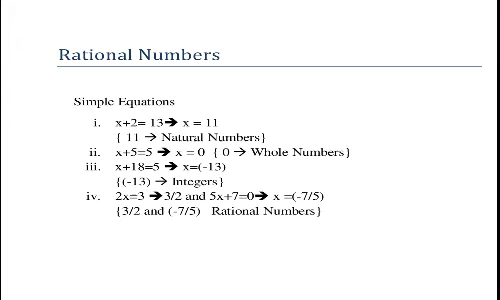 Rational Numbers
Simple Equations
i. x+2= 13🡺 x = 11
{ 11 → Natural Numbers}
ii. x+5=5 🡺 x = 0 { 0 → Whole Numbers}
iii. x+18=5 🡺 x=(-13)
{(-13) → Integers}
iv. 2x=3 🡺3/2 and 5x+7=0🡺 x =(-7/5)
{3/2 and (-7/5) Rational Numbers}